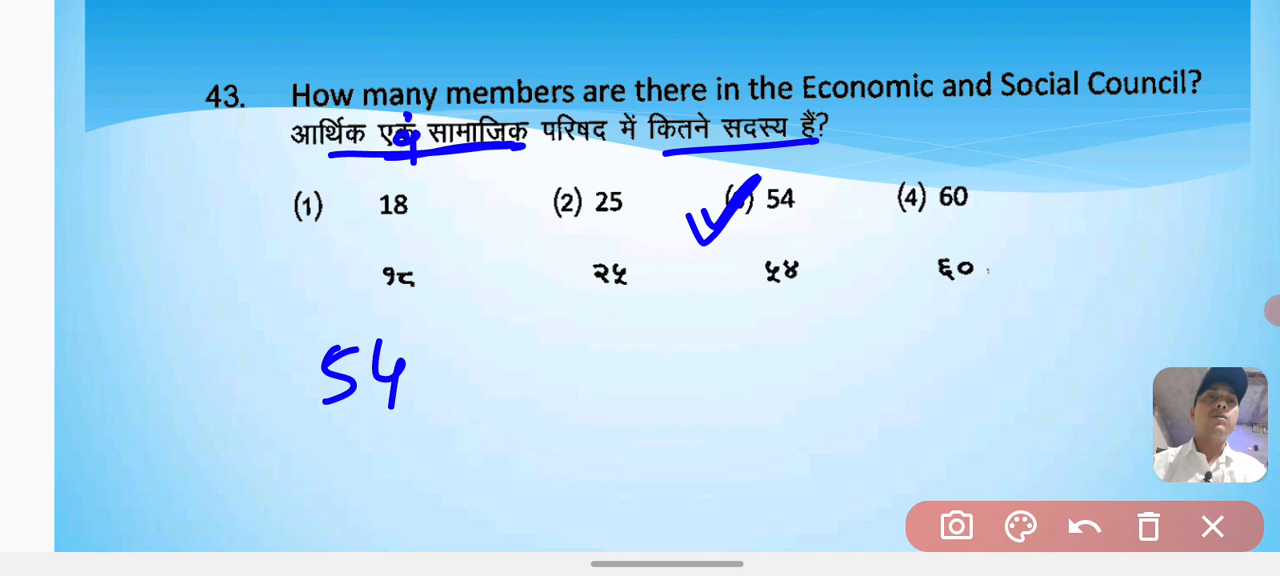 43. How many members are there in the Economic and Social Council?
आर्थिक एवं सामाजिक परिषद में कितने सदस्य हैं?
(1) 18 (2) 25 54 (4) 60
१८ २५ ५४ ६०
54